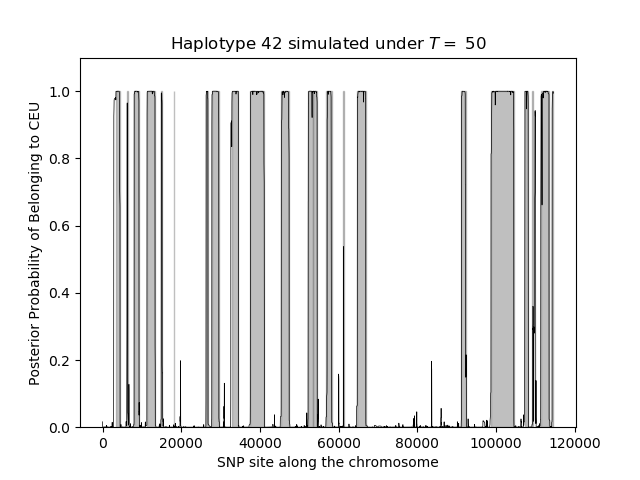 Haplotype 42 simulated under T = 50
Posterior Probability of Belonging to CEU
1.0
0.8
0.6
0.4
0.2
0.0
0 20000 40000 60000 80000 100000 120000
SNP site along the chromosome